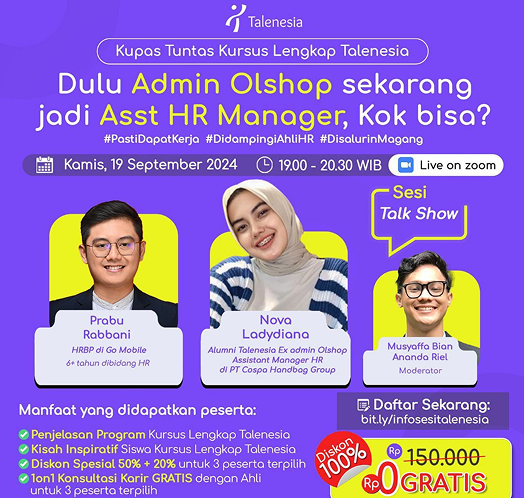 Talenesia
Kupas Tuntas Kursus Lengkap Talenesia
Dulu Admin Olshop sekarang
jadi Asst HR Manager, Kok bisa?
#PastiDapatKerja #DidampingiAhliHR #DisalurinMagang
Kamis, 19 September 2024
19.00 - 20.30 WIB
Live on zoom
Sesi
Talk Show
Prabu
Rabbani
HRBP di Go Mobile
6+ tahun dibidang HR
Nova
Ladydiana
Alumni Talenesia Ex admin Olshop
Assistant Manager HR
di PT Cospa Handbag Group
Musyaffa Bian
Ananda Riel
Moderator
Manfaat yang didapatkan peserta:
Penjelasan Program Kursus Lengkap Talenesia
Kisah Inspiratif Siswa Kursus Lengkap Talenesia
Diskon Spesial 50% + 20% untuk 3 peserta terpilih
1on1 Konsultasi Karir GRATIS dengan Ahli
untuk 3 peserta terpilih
Daftar Sekarang:
bit.ly/infosesitalenesia
Diskon
100%
Rp 150.000
Rp 0 GRATIS